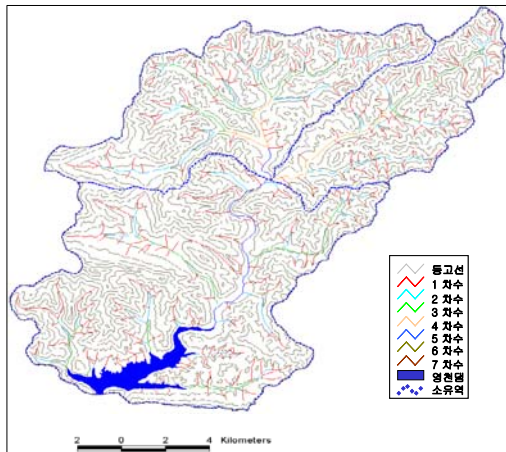 등고선
1 차수
2 차수
3 차수
4 차수
5 차수
6 차수
7 차수
영천댐
소유역
2 0 2 4 Kilometers